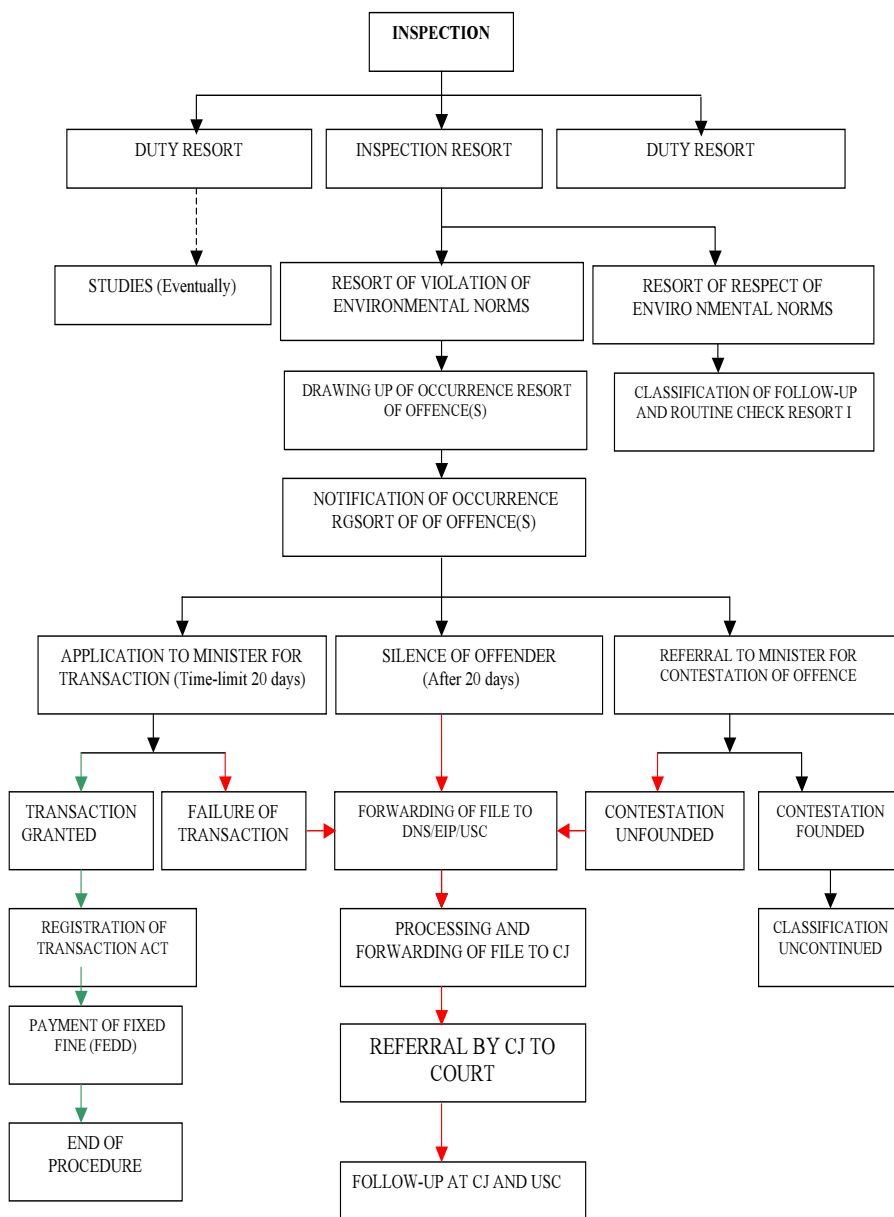 INSPECTION
DUTY RESORT
INSPECTION RESORT
DUTY RESORT
STUDIES (Eventually)
RESORT OF VIOLATION OF
ENVIRONMENTAL NORMS
RESORT OF RESPECT OF
ENVIRO NMENTAL NORMS
DRAWING UP OF OCCURRENCE RESORT
OF OFFENCE(S)
CLASSIFICATION OF FOLLOW-UP
AND ROUTINE CHECK RESORT I
NOTIFICATION OF OCCURRENCE
RGSORT OF OF OFFENCE(S)
APPLICATION TO MINISTER FOR
TRANSACTION (Time-limit 20 days)
SILENCE OF OFFENDER
(After 20 days)
REFERRAL TO MINISTER FOR
CONTESTATION OF OFFENCE
TRANSACTION
GRANTED
FAILURE OF
TRANSACTION
FORWARDING OF FILE TO
DNS/EIP/USC
CONTESTATION
UNFOUNDED
CONTESTATION
FOUNDED
REGISTRATION OF
TRANSACTION ACT
PROCESSING AND
FORWARDING OF FILE TO CJ
CLASSIFICATION
UNCONTINUED
PAYMENT OF FIXED
FINE (FEDD)
REFERRAL BY CJ TO
COURT
END OF
PROCEDURE
FOLLOW-UP AT CJ AND USC